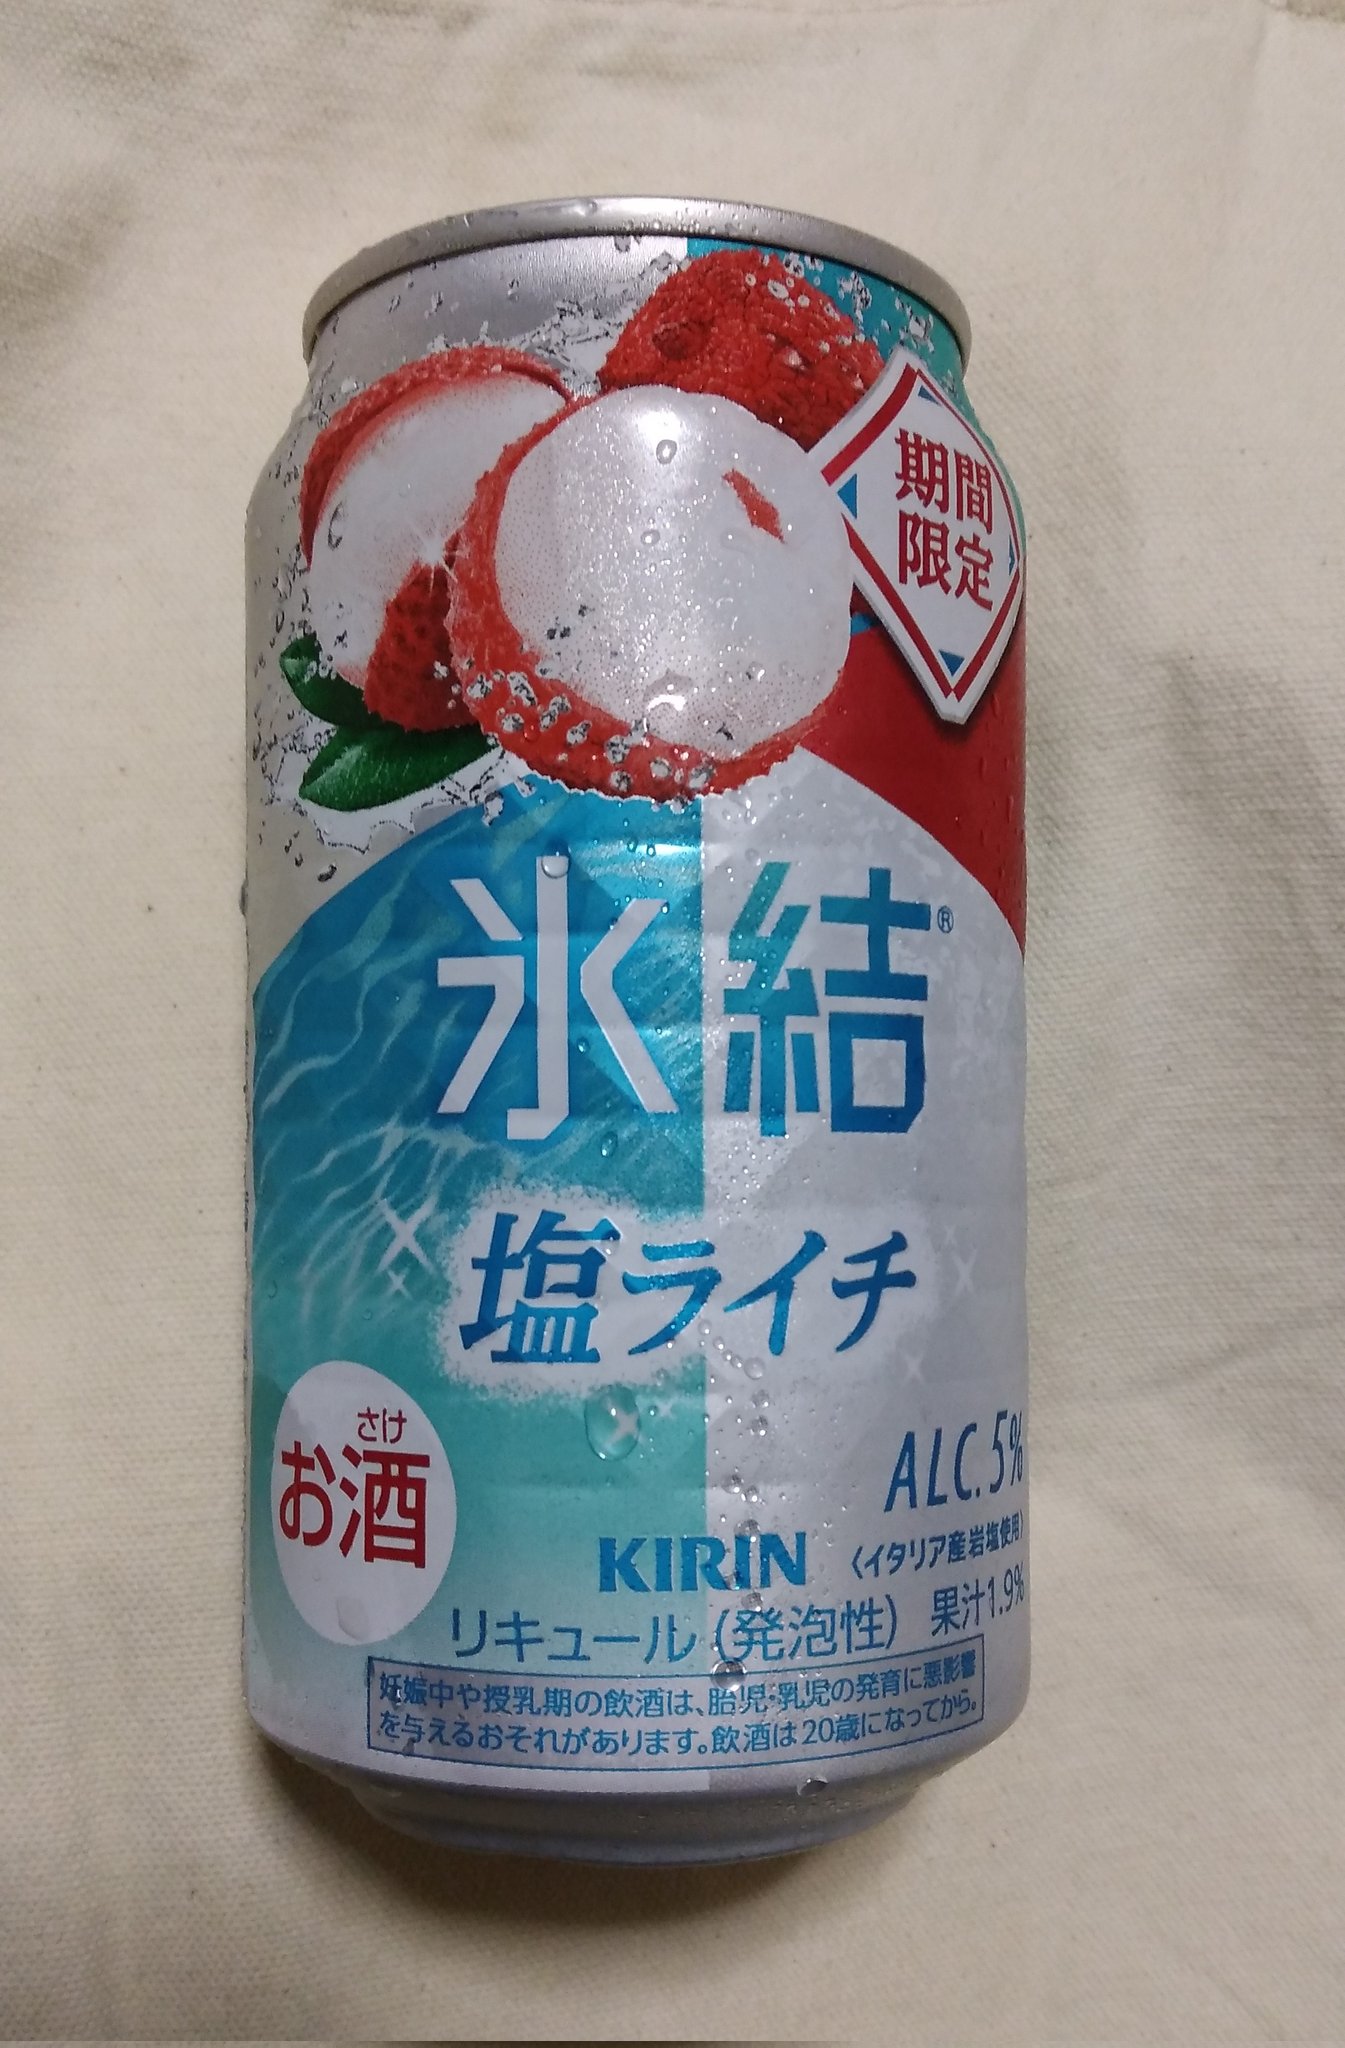 期間
限定
氷結®
塩ライチ
さけ
お酒
ALC.5%
〈イタリア産岩塩使用〉
KIRIN
果汁1.9%
リキュール(発泡性)
妊娠中や授乳期の飲酒は、胎児・乳児の発育に悪影響
を与えるおそれがあります。飲酒は20歳になってから。